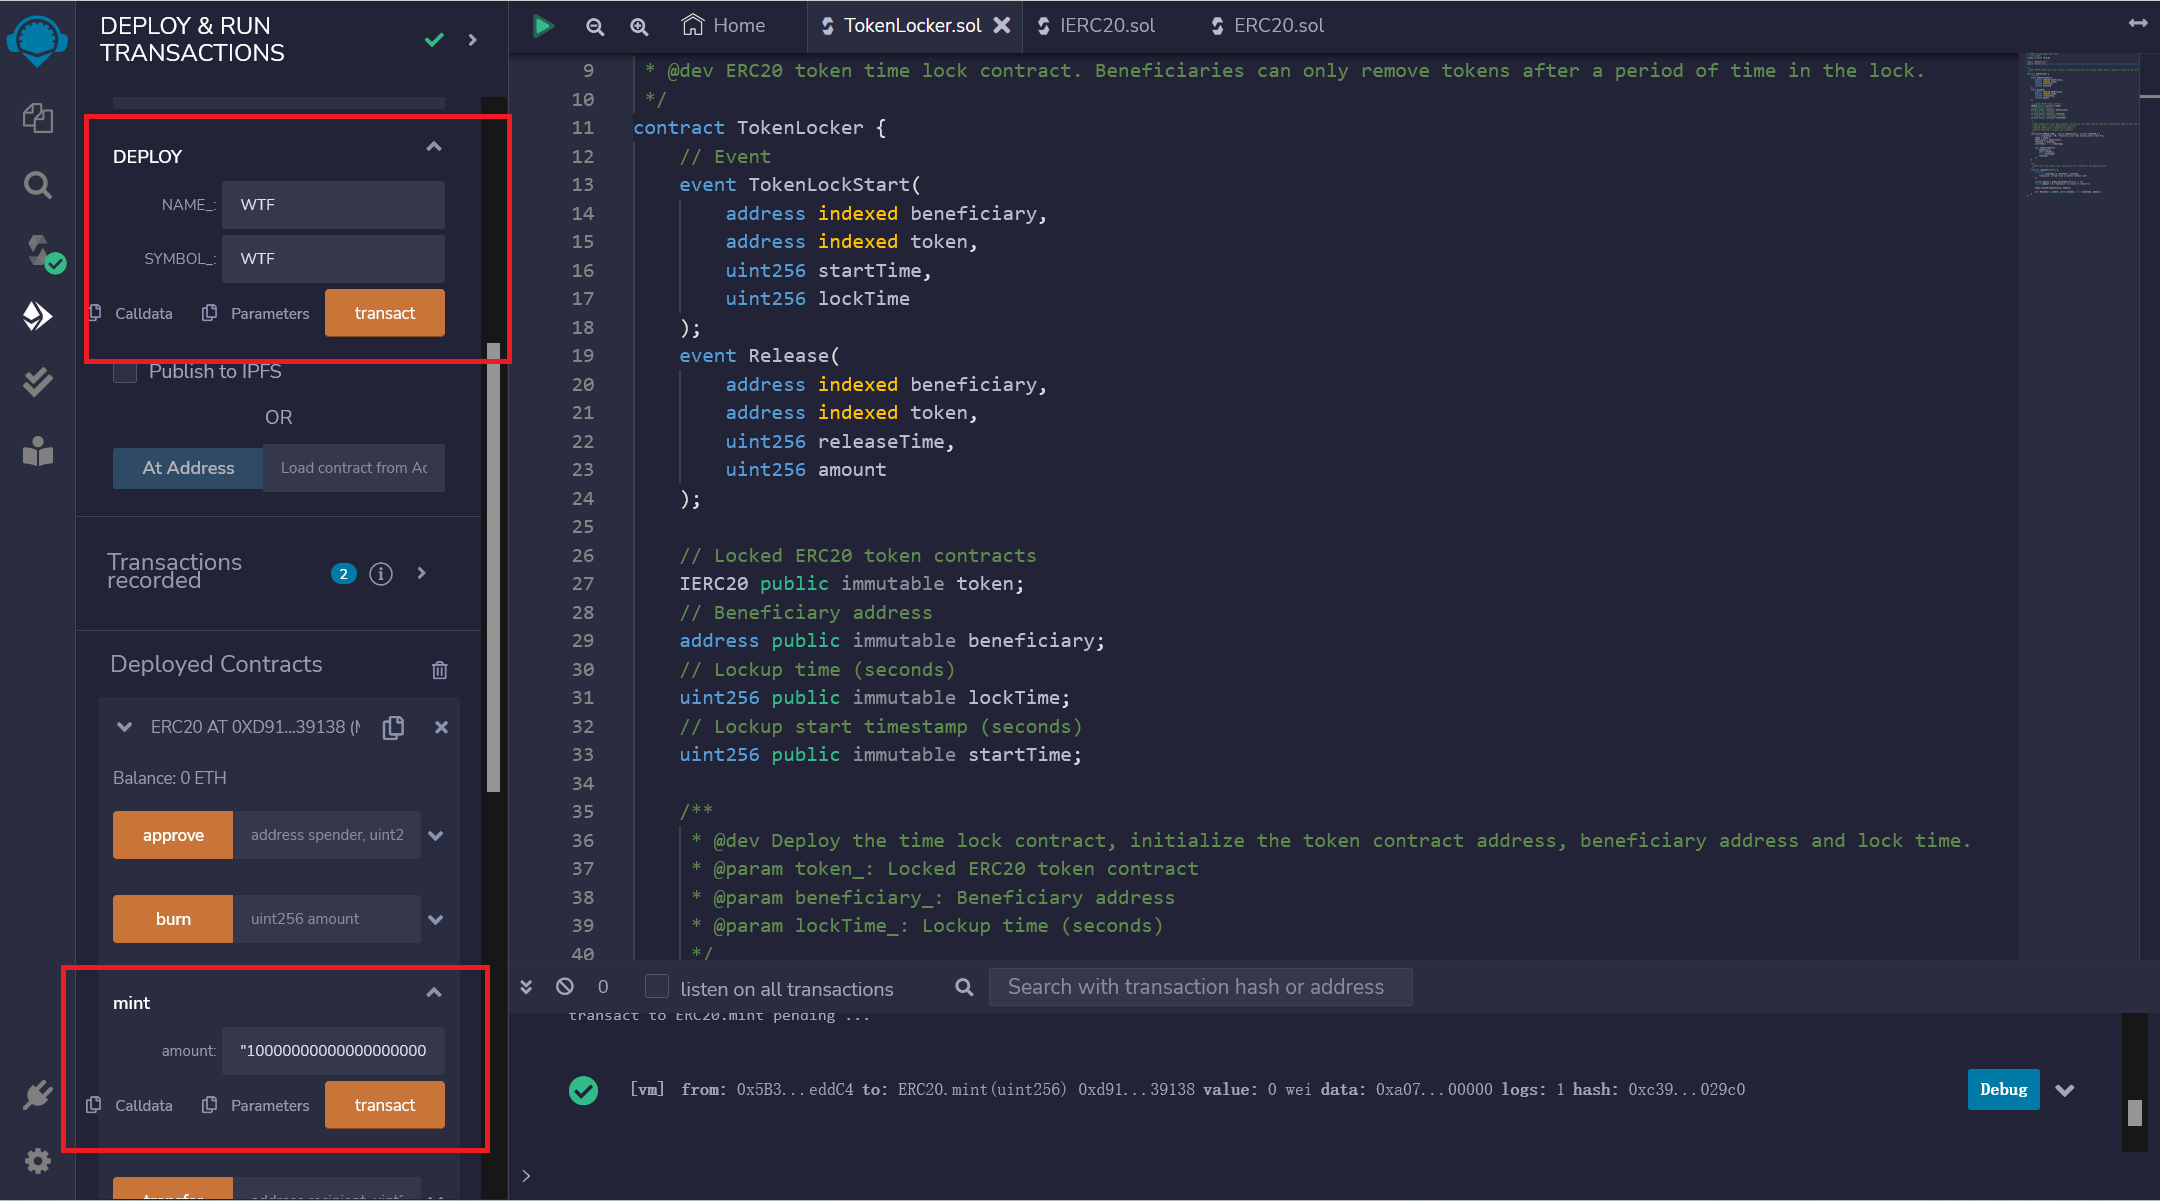 DEPLOY & RUN
TRANSACTIONS
DEPLOY
NAME_: WTF
SYMBOL_: WTF
Calldata Parameters transact
Publish to IPFS
OR
At Address Load contract from Ac
Transactions
recorded 2
Deployed Contracts
ERC20 AT 0XD91...39138 (
Balance: 0 ETH
approve address spender, uint2
burn uint256 amount
mint
amount: "10000000000000000000
Calldata Parameters transact
transfer address recipient, uint
Home TokenLocker.sol IERC20.sol ERC20.sol
9 * @dev ERC20 token time lock contract. Beneficiaries can only remove tokens after a period of time in the lock.
10 */
11 contract TokenLocker {
12 // Event
13 event TokenLockStart(
14 address indexed beneficiary,
15 address indexed token,
16 uint256 startTime,
17 uint256 lockTime
18 );
19 event Release(
20 address indexed beneficiary,
21 address indexed token,
22 uint256 releaseTime,
23 uint256 amount
24 );
25
26 // Locked ERC20 token contracts
27 IERC20 public immutable token;
28 // Beneficiary address
29 address public immutable beneficiary;
30 // Lockup time (seconds)
31 uint256 public immutable lockTime;
32 // Lockup start timestamp (seconds)
33 uint256 public immutable startTime;
34
35 /**
36 * @dev Deploy the time lock contract, initialize the token contract address, beneficiary address and lock time.
37 * @param token_: Locked ERC20 token contract
38 * @param beneficiary_: Beneficiary address
39 * @param lockTime_: Lockup time (seconds)
40 */
0 listen on all transactions Search with transaction hash or address
transact to ERC20.mint pending ...
[vm] from: 0x5B3...eddC4 to: ERC20.mint(uint256) 0xd91...39138 value: 0 wei data: 0xa07...00000 logs: 1 hash: 0xc39...029c0 Debug
>